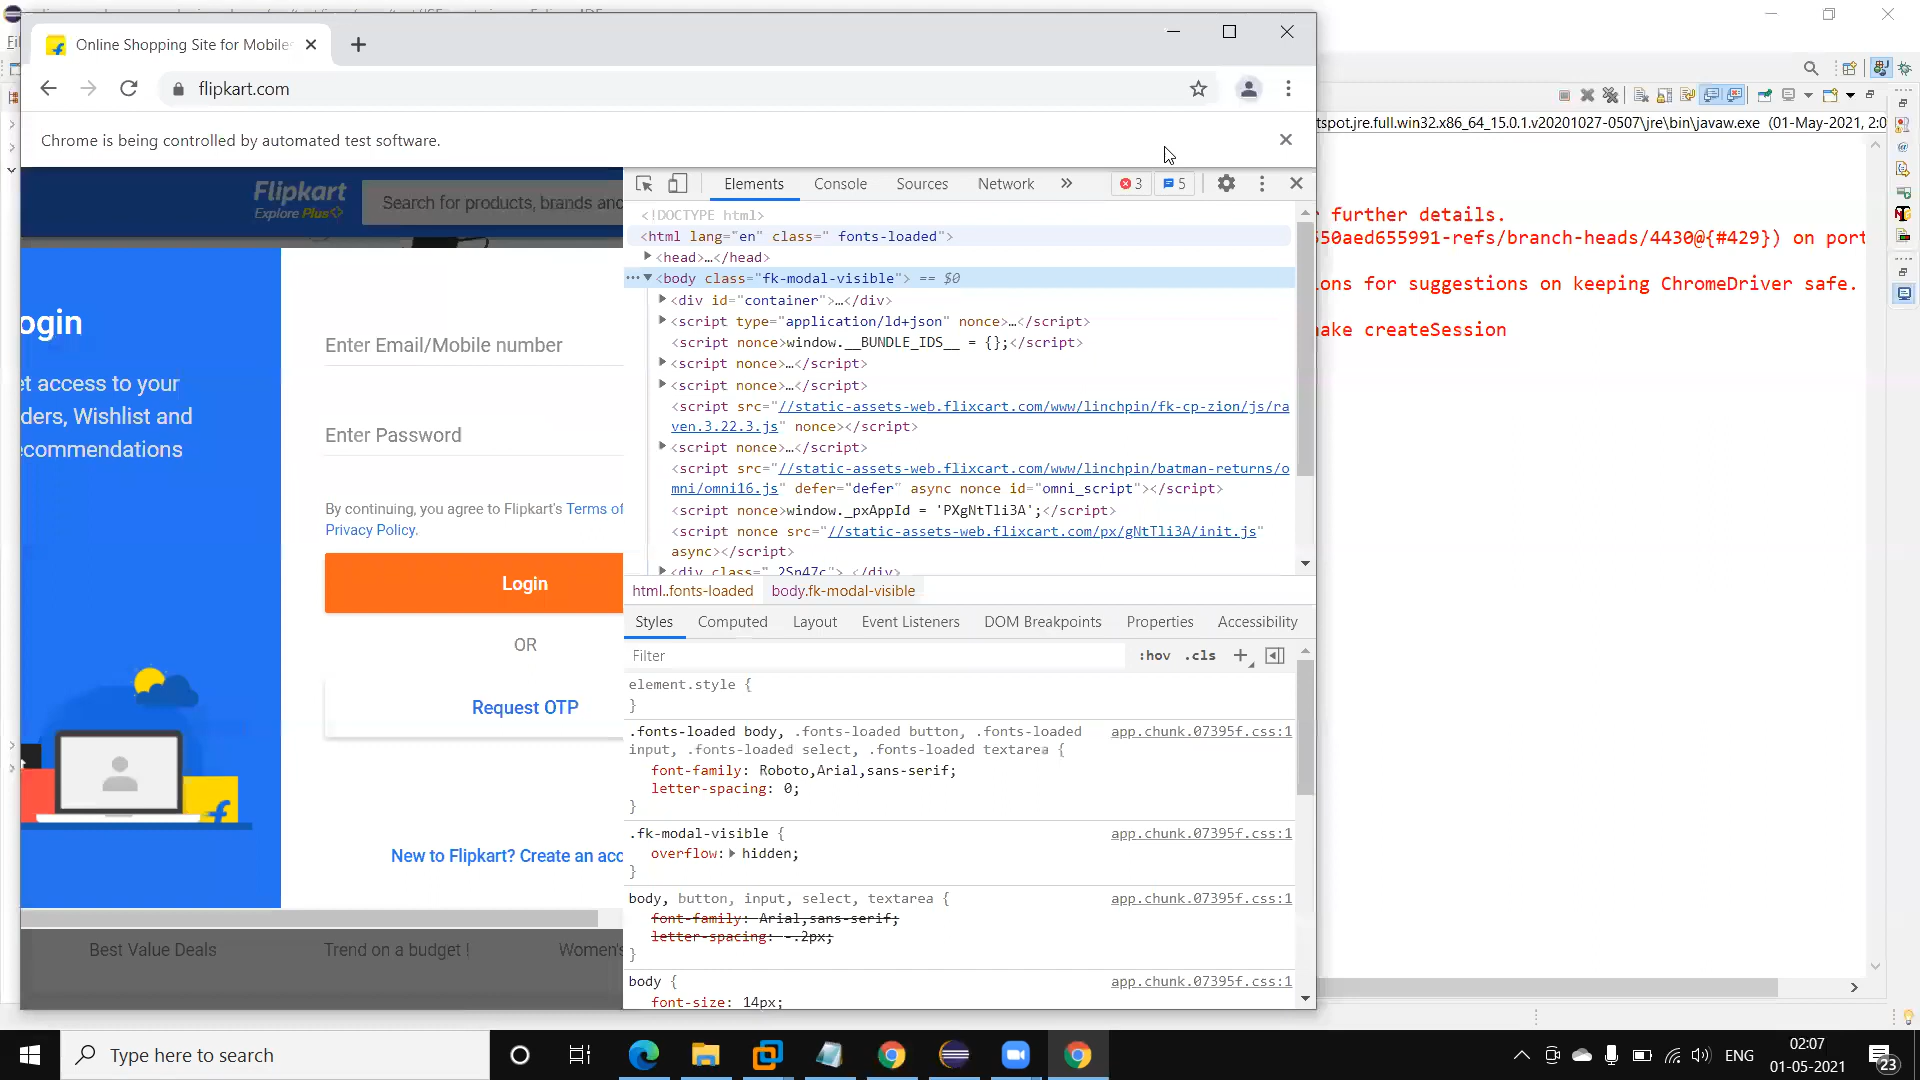 Online Shopping Site for Mobiles
flipkart.com
Chrome is being controlled by automated test software.
Flipkart
Explore Plus
Search for products, brands and
ogin
et access to your
ders, Wishlist and
ecommendations
Enter Email/Mobile number
Enter Password
By continuing, you agree to Flipkart's Terms of
Privacy Policy.
Login
OR
Request OTP
New to Flipkart? Create an acc
Best Value Deals
Trend on a budget !
Women's
Elements
Console
Sources
Network
3
5
<!DOCTYPE html>
<html lang="en" class=" fonts-loaded">
<head>…</head>
<body class="fk-modal-visible"> == $0
<div id="container">…</div>
<script type="application/ld+json" nonce>…</script>
<script nonce>window.__BUNDLE_IDS__ = {};</script>
<script nonce>…</script>
<script nonce>…</script>
<script src="//static-assets-web.flixcart.com/www/linchpin/fk-cp-zion/js/ra
ven.3.22.3.js" nonce></script>
<script nonce>…</script>
<script src="//static-assets-web.flixcart.com/www/linchpin/batman-returns/o
mni/omni16.js" defer="defer" async nonce id="omni_script"></script>
<script nonce>window._pxAppId = 'PXgNtTli3A';</script>
<script nonce src="//static-assets-web.flixcart.com/px/gNtTli3A/init.js"
async></script>
<div class="_2Sn47c">…</div>
html..fonts-loaded
body.fk-modal-visible
Styles
Computed
Layout
Event Listeners
DOM Breakpoints
Properties
Accessibility
Filter
:hov
.cls
element.style {
}
.fonts-loaded body, .fonts-loaded button, .fonts-loaded
input, .fonts-loaded select, .fonts-loaded textarea {
app.chunk.07395f.css:1
font-family: Roboto,Arial,sans-serif;
letter-spacing: 0;
}
.fk-modal-visible {
app.chunk.07395f.css:1
overflow: hidden;
}
body, button, input, select, textarea {
app.chunk.07395f.css:1
font-family: Arial,sans-serif;
letter-spacing: -.2px;
}
body {
app.chunk.07395f.css:1
font-size: 14px;
tspot.jre.full.win32.x86_64_15.0.1.v20201027-0507\jre\bin\javaw.exe (01-May-2021, 2:0
r further details.
550aed655991-refs/branch-heads/4430@{#429}) on port
ons for suggestions on keeping ChromeDriver safe.
ake createSession
Type here to search
ENG
02:07
01-05-2021
23